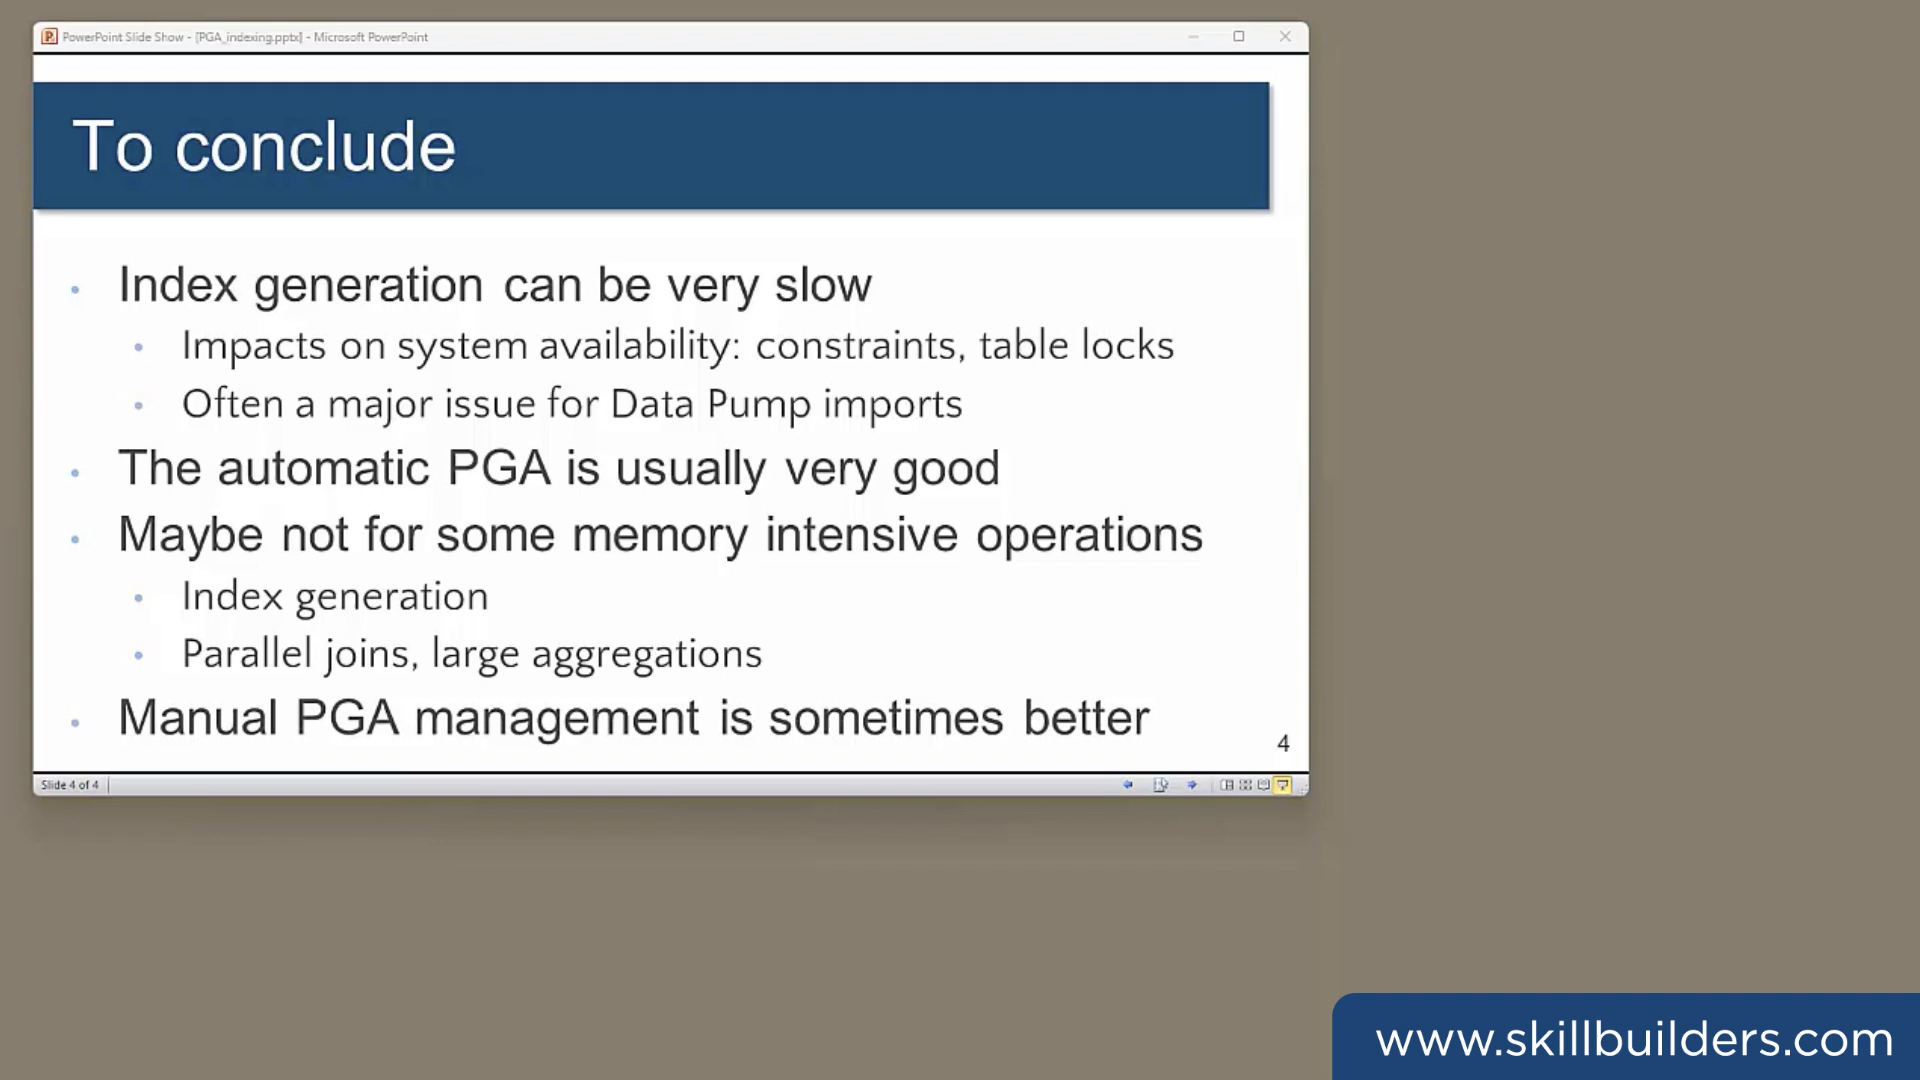 PowerPoint Slide Show - [PGA_indexing.pptx] - Microsoft PowerPoint
To conclude
• Index generation can be very slow
• Impacts on system availability: constraints, table locks
• Often a major issue for Data Pump imports
• The automatic PGA is usually very good
• Maybe not for some memory intensive operations
• Index generation
• Parallel joins, large aggregations
• Manual PGA management is sometimes better
4
Slide 4 of 4
www.skillbuilders.com